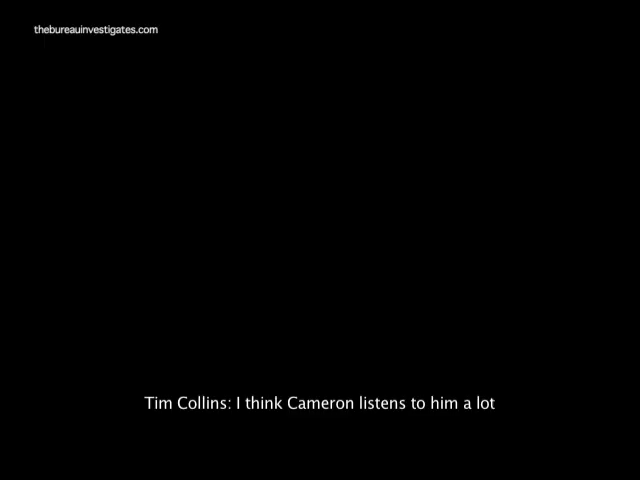 thebureauinvestigates.com
Tim Collins: I think Cameron listens to him a lot